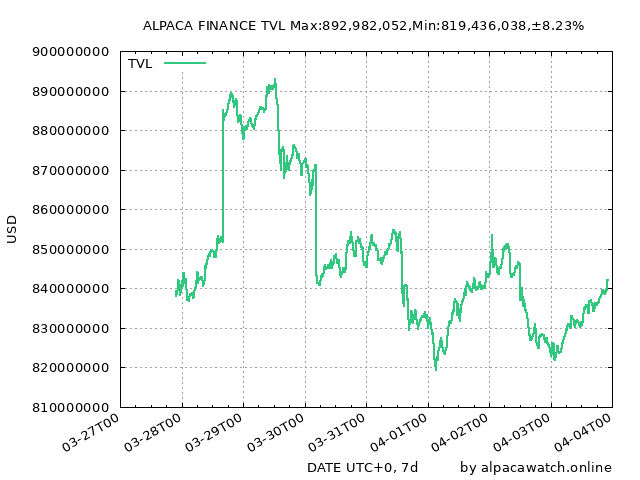 ALPACA FINANCE TVL Max:892,982,052,Min:819,436,038,±8.23%
TVL
900000000
890000000
880000000
870000000
860000000
850000000
840000000
830000000
820000000
810000000
USD
03-27T00
03-28T00
03-29T00
03-30T00
03-31T00
04-01T00
04-02T00
04-03T00
04-04T00
DATE UTC+0, 7d by alpacawatch.online